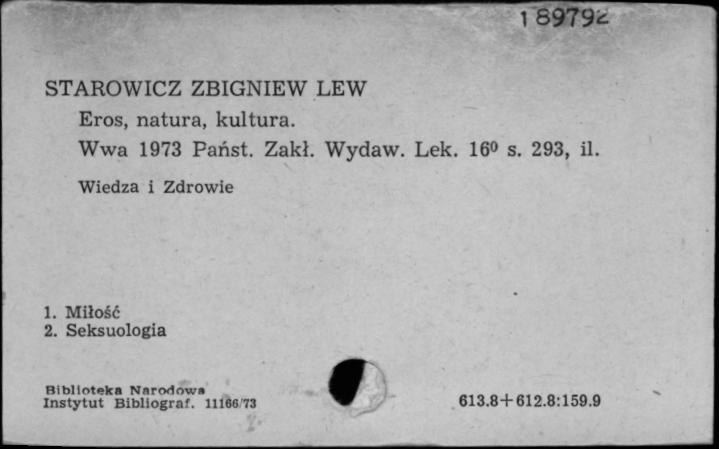 189792
STAROWICZ ZBIGNIEW LEW
Eros, natura, kultura.
Wwa 1973 Państ. Zakł. Wydaw. Lek. 16⁰ s. 293, il.
Wiedza i Zdrowie
1. Miłość
2. Seksuologia
Biblioteka Narodowa
Instytut Bibliograf. 11166/73
613.8+612.8:159.9